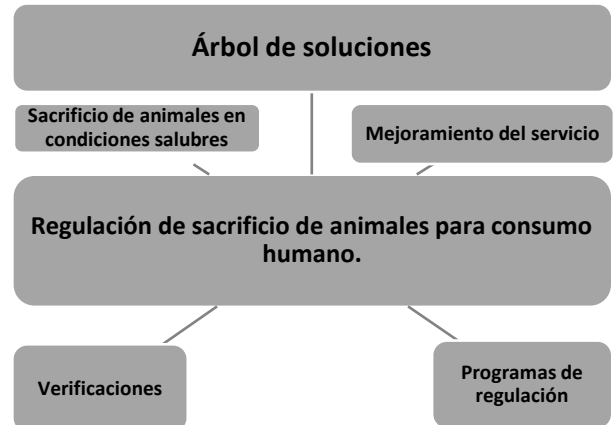 Árbol de soluciones
Sacrificio de animales en
condiciones salubres
Mejoramiento del servicio
Regulación de sacrificio de animales para consumo
humano.
Verificaciones
Programas de
regulación